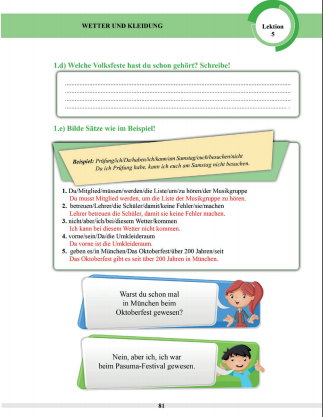 WETTER UND KLEIDUNG
Lektion
5
1.d) Welche Volksfeste hast du schon gehört? Schreibe!
1.e) Bilde Sätze wie im Beispiel!
Beispiel: Prüfung/ich/Da/haben/ich/kann/am Samstag/euch/besuchen/nicht
Da ich Prüfung habe, kann ich euch am Samstag nicht besuchen.
1. Du/Mitglied/müssen/werden/die Liste/um/zu hören/der Musikgruppe
Du musst Mitglied werden, um die Liste der Musikgruppe zu hören.
2. betreuen/Lehrer/die Schüler/damit/keine Fehler/sie/machen
Lehrer betreuen die Schüler, damit sie keine Fehler machen.
3. nicht/aber/ich/bei/diesem Wetter/kommen
Ich kann bei diesem Wetter nicht kommen.
4. vorne/sein/Da/die Umkleideraum
Da vorne ist die Umkleideraum.
5. geben es/in München/Das Oktoberfest/über 200 Jahren/seit
Das Oktoberfest gibt es seit über 200 Jahren in München.
Warst du schon mal
in München beim
Oktoberfest gewesen?
Nein, aber ich, ich war
beim Pasuma-Festival gewesen.
81